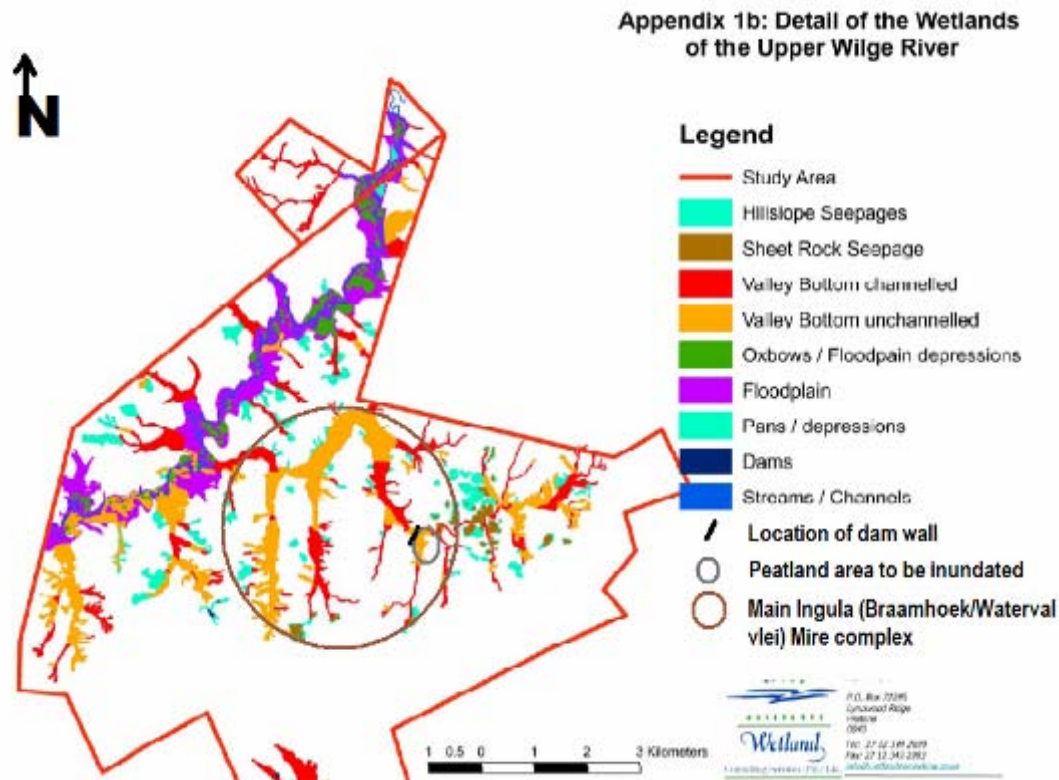 Appendix 1b: Detail of the Wetlands
of the Upper Wilge River
N
Legend
Study Area
Hillslope Seepages
Sheet Rock Seepage
Valley Bottom channelled
Valley Bottom unchannelled
Oxbows / Floodpain depressions
Floodplain
Pans / depressions
Dams
Streams / Channels
Location of dam wall
Peatland area to be inundated
Main Ingula (Braamhoek/Waterval
vlei) Mire complex
1 0.5 0 1 2 3 Kilometers
Wetland
P.O. Box
Lynnwood Ridge